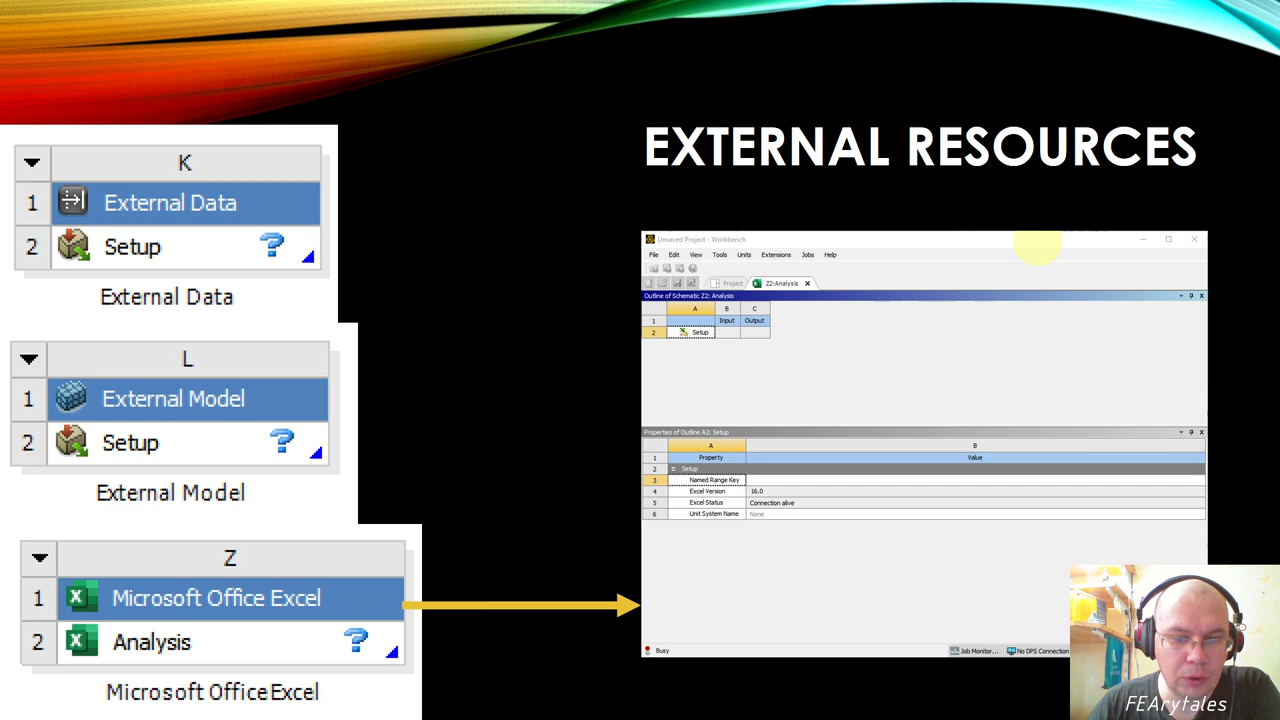 EXTERNAL RESOURCES
K
1 External Data
2 Setup ?
External Data
L
1 External Model
2 Setup ?
External Model
Z
1 Microsoft Office Excel
2 Analysis ?
Microsoft Office Excel
Unsaved Project - Workbench
File Edit View Tools Units Extensions Jobs Help
Project Z2:Analysis
Outline of Schematic Z2: Analysis
A B C
1 Input Output
2 Setup
Properties of Outline A2: Setup
A B
1 Property Value
2 Setup
3 Named Range Key
4 Excel Version 16.0
5 Excel Status Connection alive
6 Unit System Name None
Busy Job Monitor... No DPS Connection
FEArytales